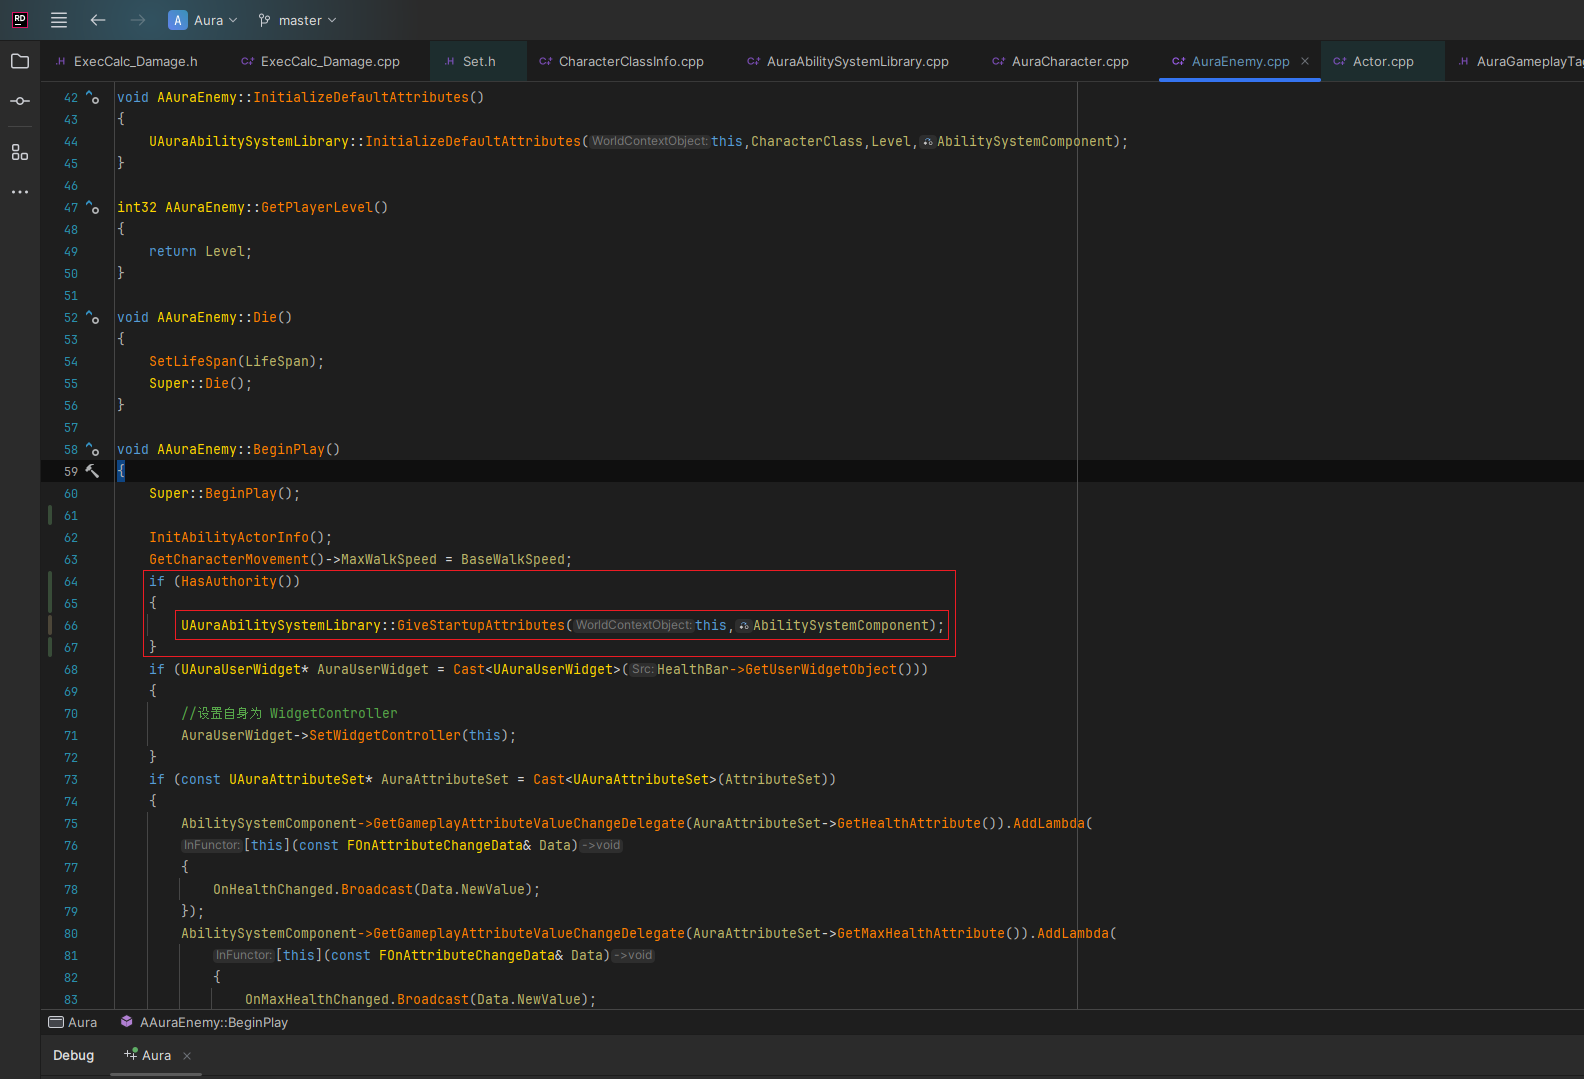 RD A Aura master
ExecCalc_Damage.h ExecCalc_Damage.cpp Set.h CharacterClassInfo.cpp AuraAbilitySystemLibrary.cpp AuraCharacter.cpp AuraEnemy.cpp Actor.cpp AuraGameplayTag
42 void AAuraEnemy::InitializeDefaultAttributes()
43 {
44 UAuraAbilitySystemLibrary::InitializeDefaultAttributes(WorldContextObject:this,CharacterClass,Level,AbilitySystemComponent);
45 }
46
47 int32 AAuraEnemy::GetPlayerLevel()
48 {
49 return Level;
50 }
51
52 void AAuraEnemy::Die()
53 {
54 SetLifeSpan(LifeSpan);
55 Super::Die();
56 }
57
58 void AAuraEnemy::BeginPlay()
59 {
60 Super::BeginPlay();
61
62 InitAbilityActorInfo();
63 GetCharacterMovement()->MaxWalkSpeed = BaseWalkSpeed;
64 if (HasAuthority())
65 {
66 UAuraAbilitySystemLibrary::GiveStartupAttributes(WorldContextObject:this,AbilitySystemComponent);
67 }
68 if (UAuraUserWidget* AuraUserWidget = Cast<UAuraUserWidget>(Src:HealthBar->GetUserWidgetObject()))
69 {
70 //设置自身为 WidgetController
71 AuraUserWidget->SetWidgetController(this);
72 }
73 if (const UAuraAttributeSet* AuraAttributeSet = Cast<UAuraAttributeSet>(AttributeSet))
74 {
75 AbilitySystemComponent->GetGameplayAttributeValueChangeDelegate(AuraAttributeSet->GetHealthAttribute()).AddLambda(
76 InFunctor:[this](const FOnAttributeChangeData& Data)->void
77 {
78 OnHealthChanged.Broadcast(Data.NewValue);
79 });
80 AbilitySystemComponent->GetGameplayAttributeValueChangeDelegate(AuraAttributeSet->GetMaxHealthAttribute()).AddLambda(
81 InFunctor:[this](const FOnAttributeChangeData& Data)->void
82 {
83 OnMaxHealthChanged.Broadcast(Data.NewValue);
Aura AAuraEnemy::BeginPlay
Debug Aura